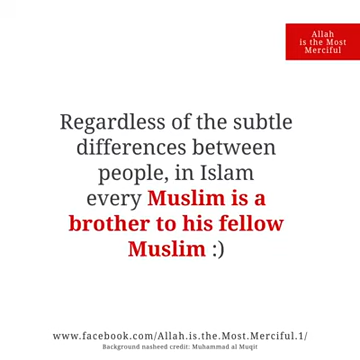 Allah
is the Most
Merciful
Regardless of the subtle
differences between
people, in Islam
every Muslim is a
brother to his fellow
Muslim :)
www.facebook.com/Allah.is.the.Most.Merciful.1/
Background nasheed credit: Muhammad al Muqit